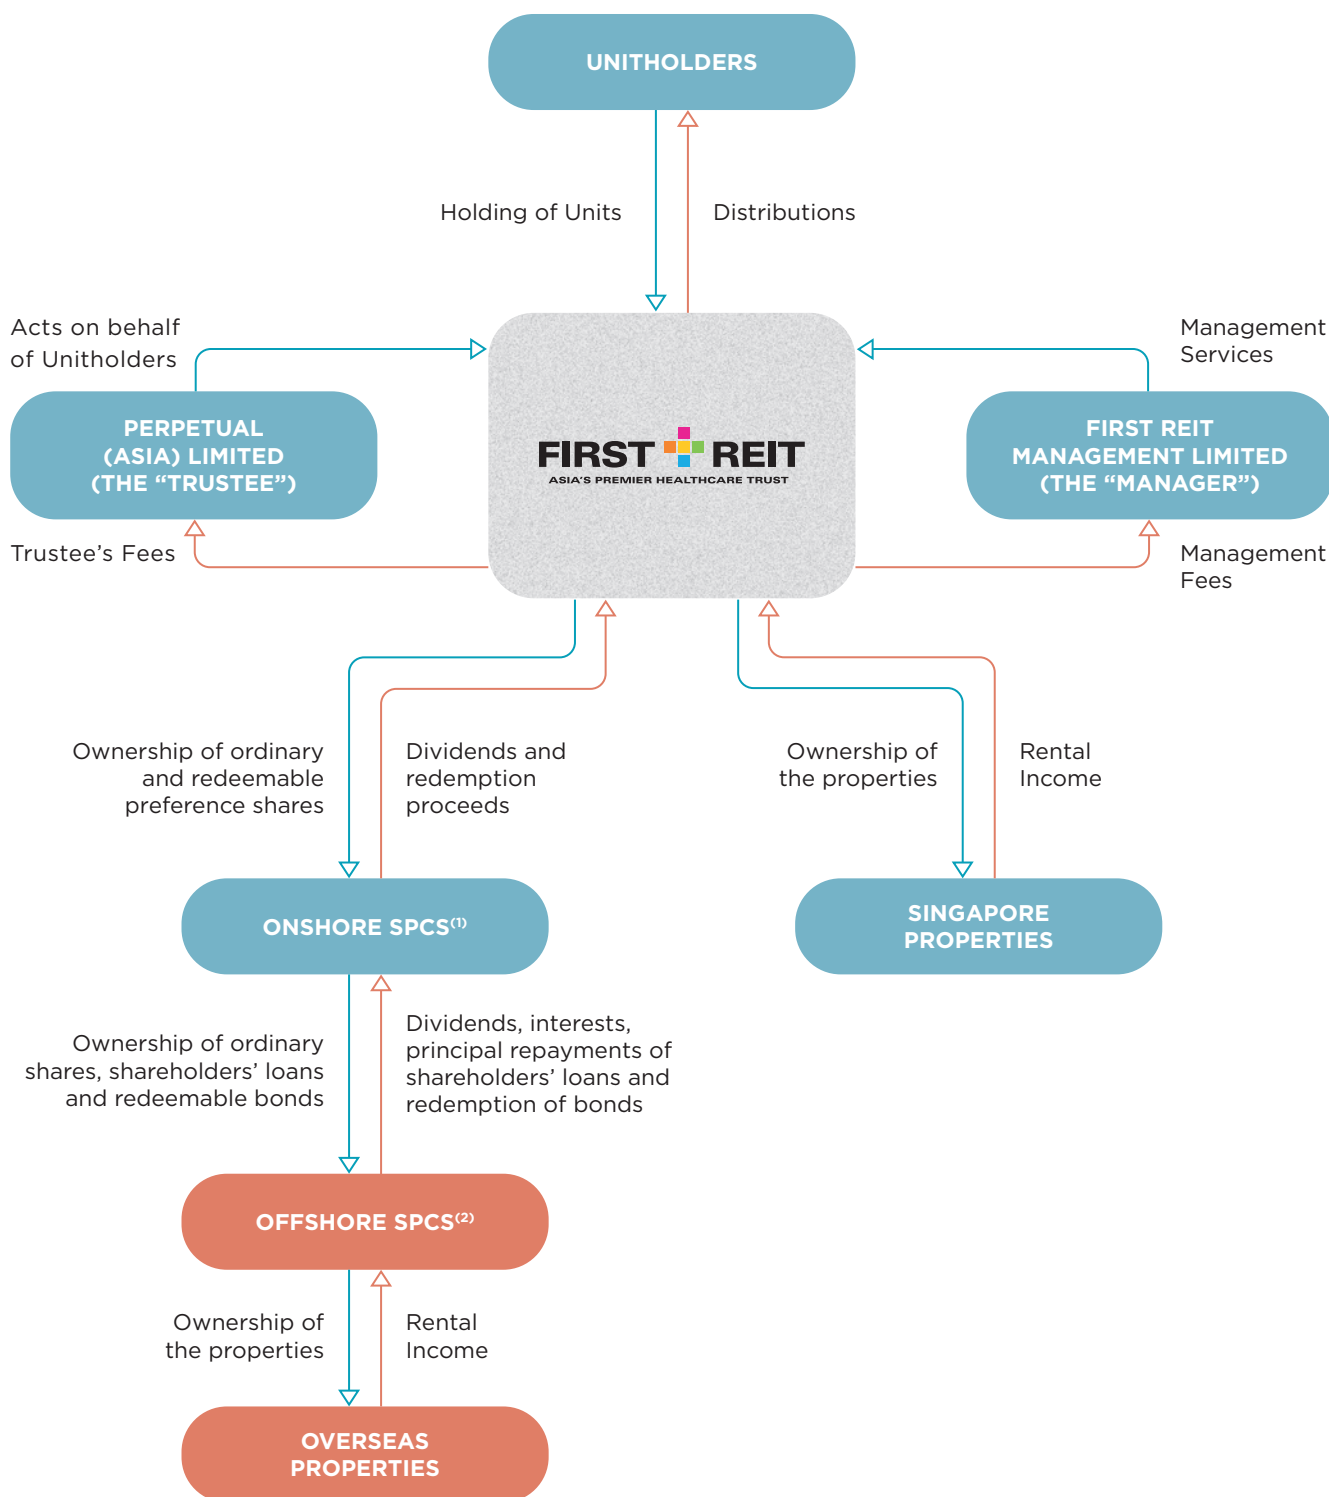 UNITHOLDERS
Holding of Units
Distributions
Acts on behalf
of Unitholders
Management
Services
PERPETUAL
(ASIA) LIMITED
(THE “TRUSTEE”)
FIRST REIT
ASIA’S PREMIER HEALTHCARE TRUST
FIRST REIT
MANAGEMENT LIMITED
(THE “MANAGER”)
Trustee’s Fees
Management
Fees
Ownership of ordinary
and redeemable
preference shares
Dividends and
redemption
proceeds
Ownership of
the properties
Rental
Income
ONSHORE SPCS(1)
SINGAPORE
PROPERTIES
Ownership of ordinary
shares, shareholders’ loans
and redeemable bonds
Dividends, interests,
principal repayments of
shareholders’ loans and
redemption of bonds
OFFSHORE SPCS(2)
Ownership of
the properties
Rental
Income
OVERSEAS
PROPERTIES